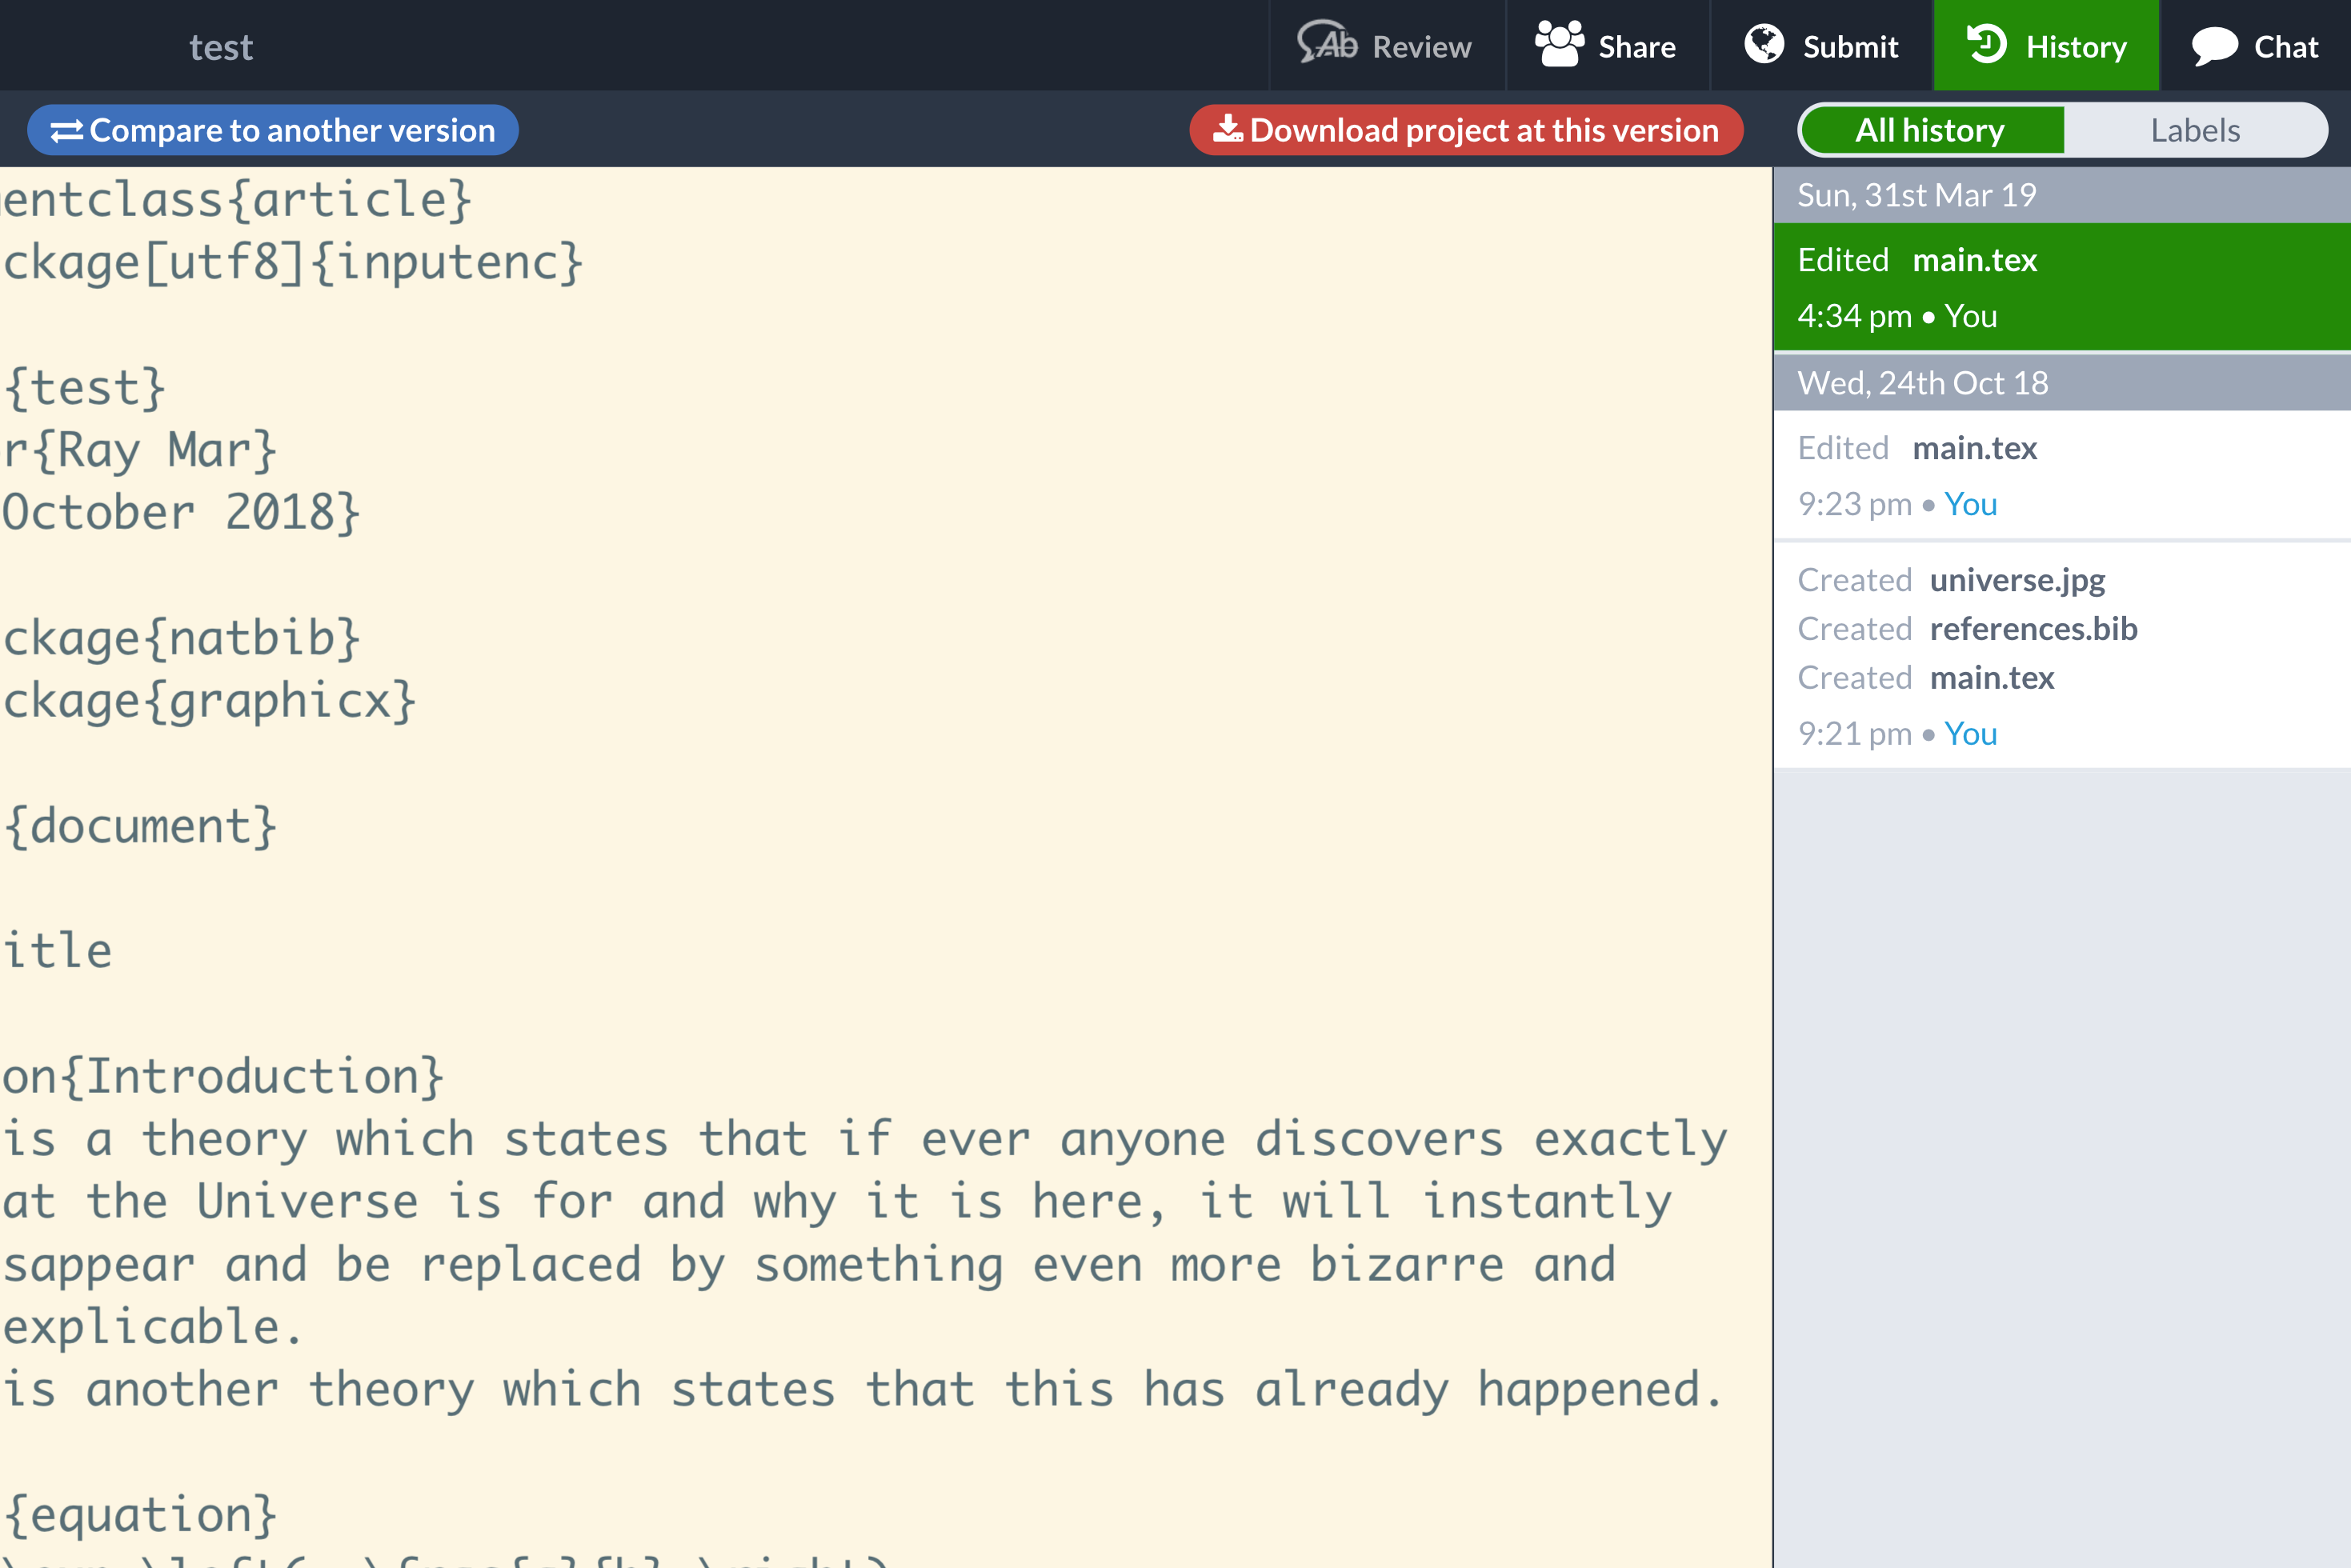 test
Review
Share
Submit
History
Chat
Compare to another version
Download project at this version
All history
Labels
entclass{article}
ckage[utf8]{inputenc}
{test}
r{Ray Mar}
October 2018}
ckage{natbib}
ckage{graphicx}
{document}
itle
on{Introduction}
is a theory which states that if ever anyone discovers exactly
at the Universe is for and why it is here, it will instantly
sappear and be replaced by something even more bizarre and
explicable.
is another theory which states that this has already happened.
{equation}
Sun, 31st Mar 19
Edited main.tex
4:34 pm • You
Wed, 24th Oct 18
Edited main.tex
9:23 pm • You
Created universe.jpg
Created references.bib
Created main.tex
9:21 pm • You